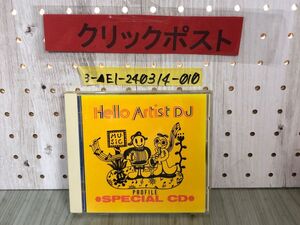 クリックポスト
3-▲E1-240314-010
Hello Artist DJ
MUSIC
PROFILE
●SPECIAL CD●